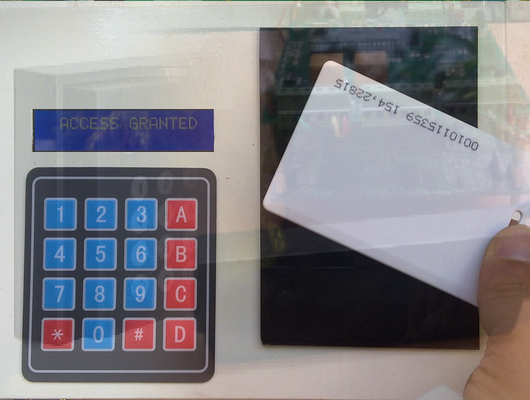 ACCESS GRANTED
1 2 3 A
4 5 6 B
7 8 9 C
* 0 # D
0010115359 154,22815